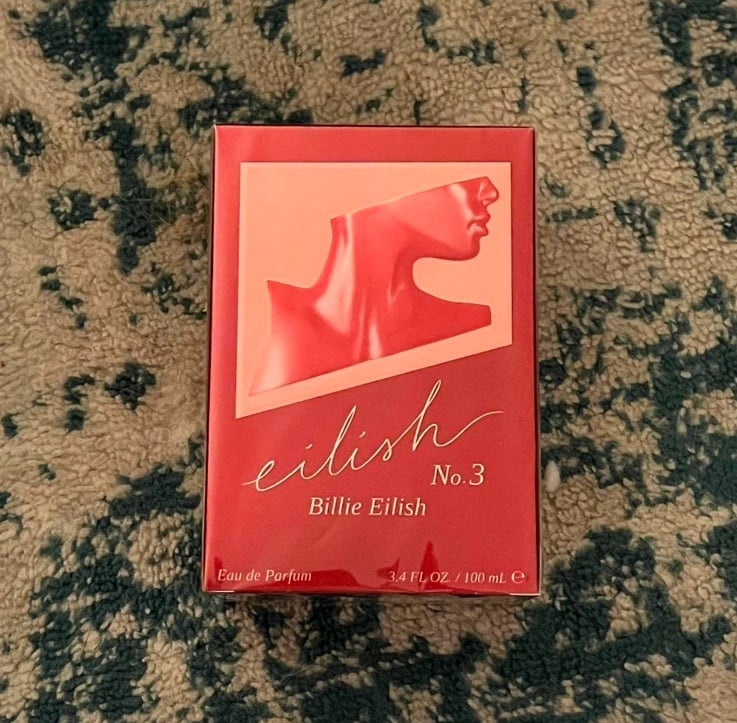 eilish
No.3
Billie Eilish
Eau de Parfum
3.4 FL OZ. / 100 mL ℮